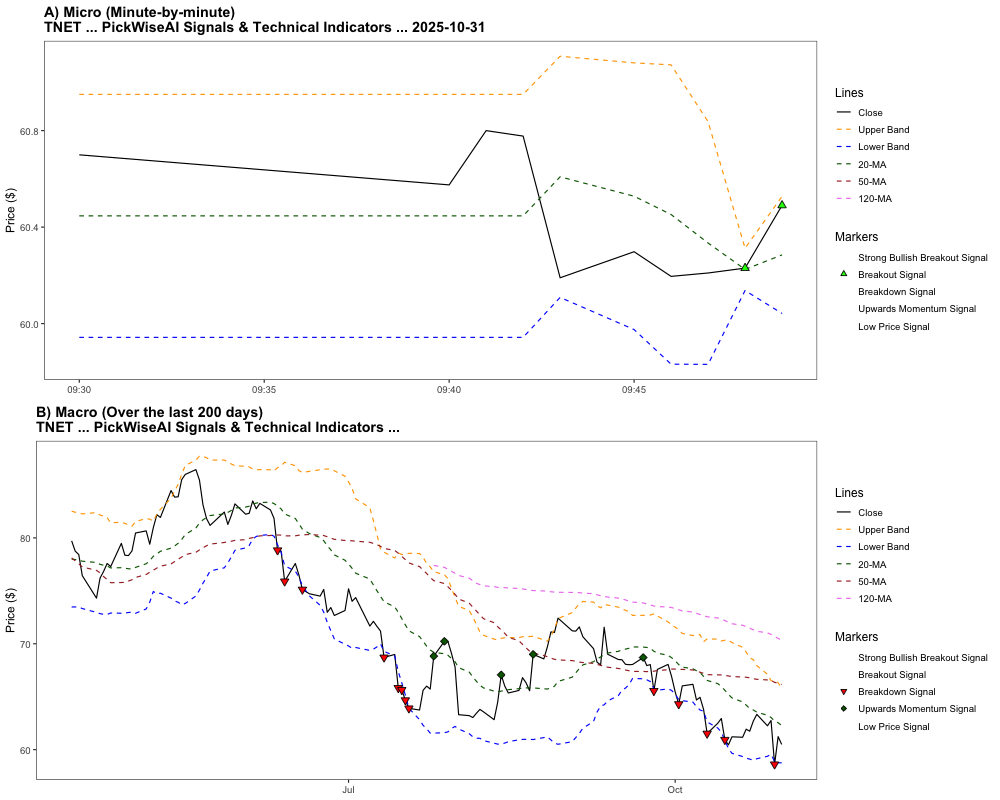 A) Micro (Minute-by-minute)
TNET ... PickWiseAI Signals & Technical Indicators ... 2025-10-31
Price ($)
60.8
60.4
60.0
09:30
09:35
09:40
09:45
Lines
Close
Upper Band
Lower Band
20-MA
50-MA
120-MA
Markers
Strong Bullish Breakout Signal
Breakout Signal
Breakdown Signal
Upwards Momentum Signal
Low Price Signal
B) Macro (Over the last 200 days)
TNET ... PickWiseAI Signals & Technical Indicators ...
Price ($)
80
70
60
Jul
Oct
Lines
Close
Upper Band
Lower Band
20-MA
50-MA
120-MA
Markers
Strong Bullish Breakout Signal
Breakout Signal
Breakdown Signal
Upwards Momentum Signal
Low Price Signal